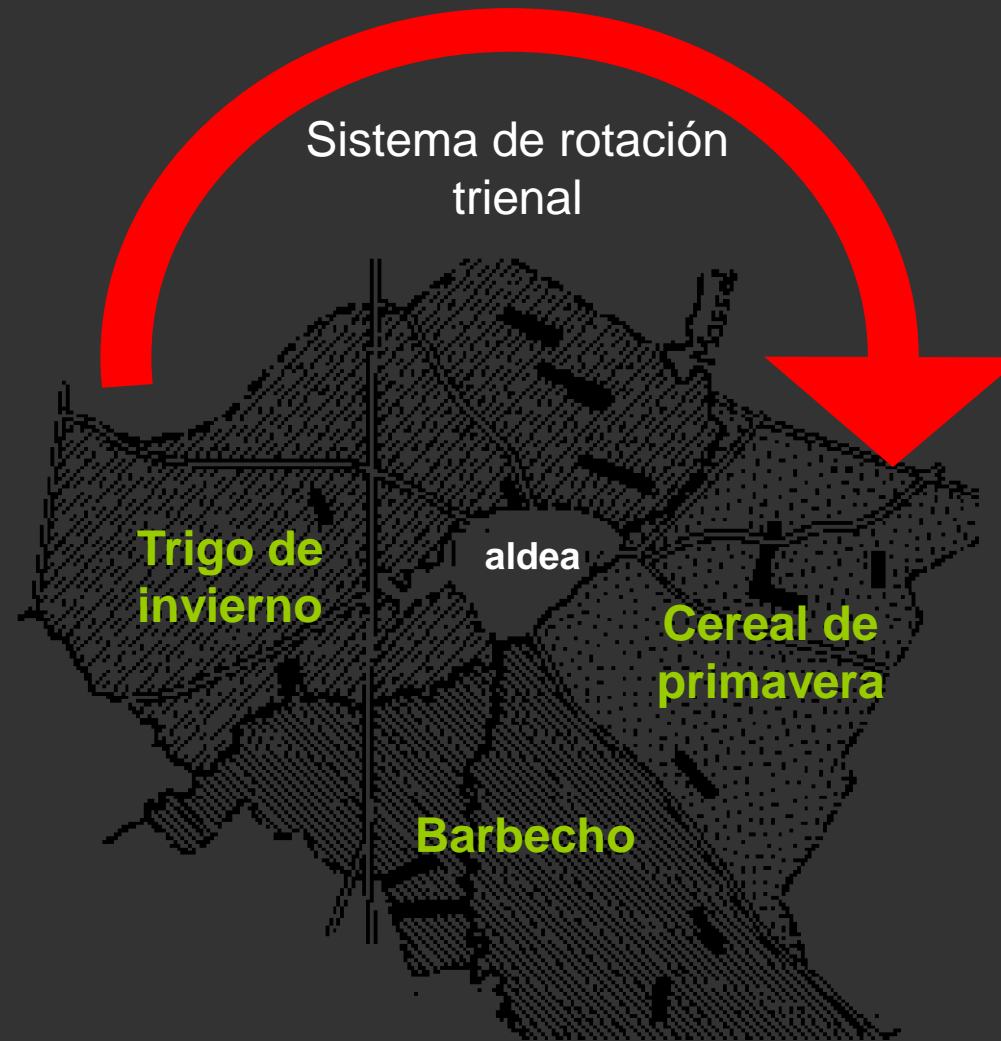 Sistema de rotación
trienal
Trigo de
invierno
aldea
Cereal de
primavera
Barbecho